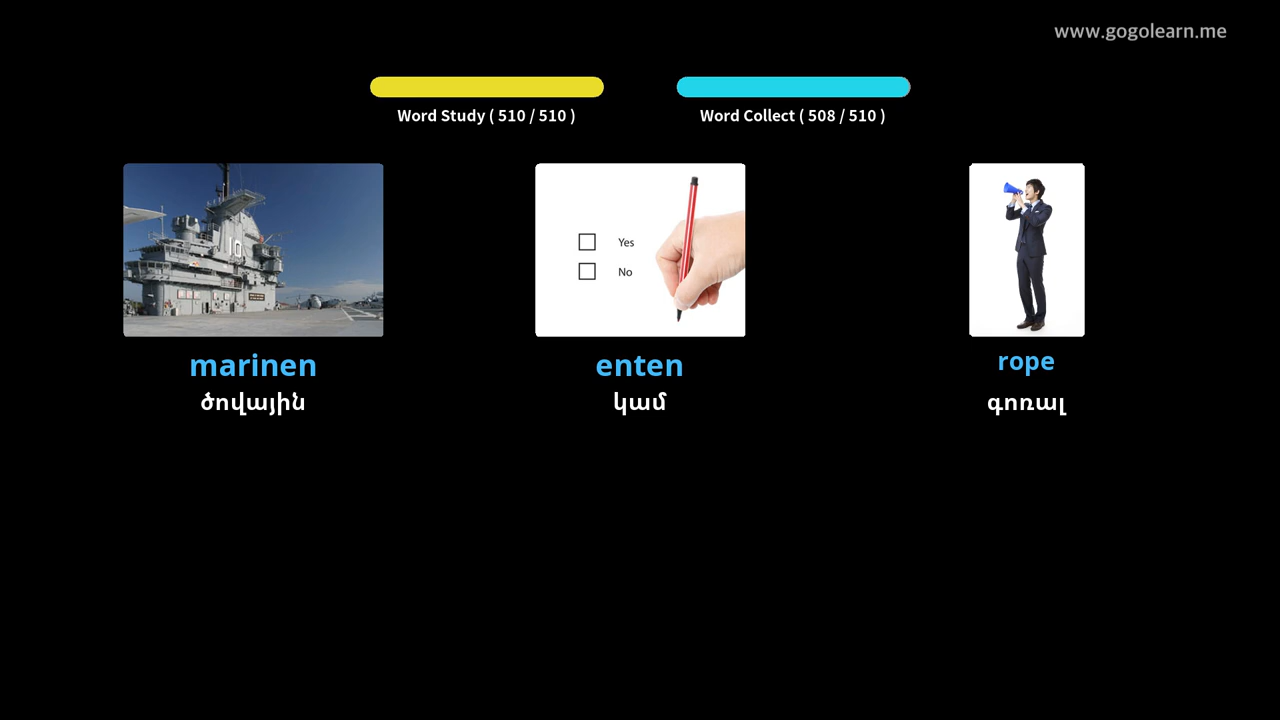 www.gogolearn.me
Word Study ( 510 / 510 )
Word Collect ( 508 / 510 )
10
Yes
No
marinen
enten
rope
ծովային
կամ
գոռալ